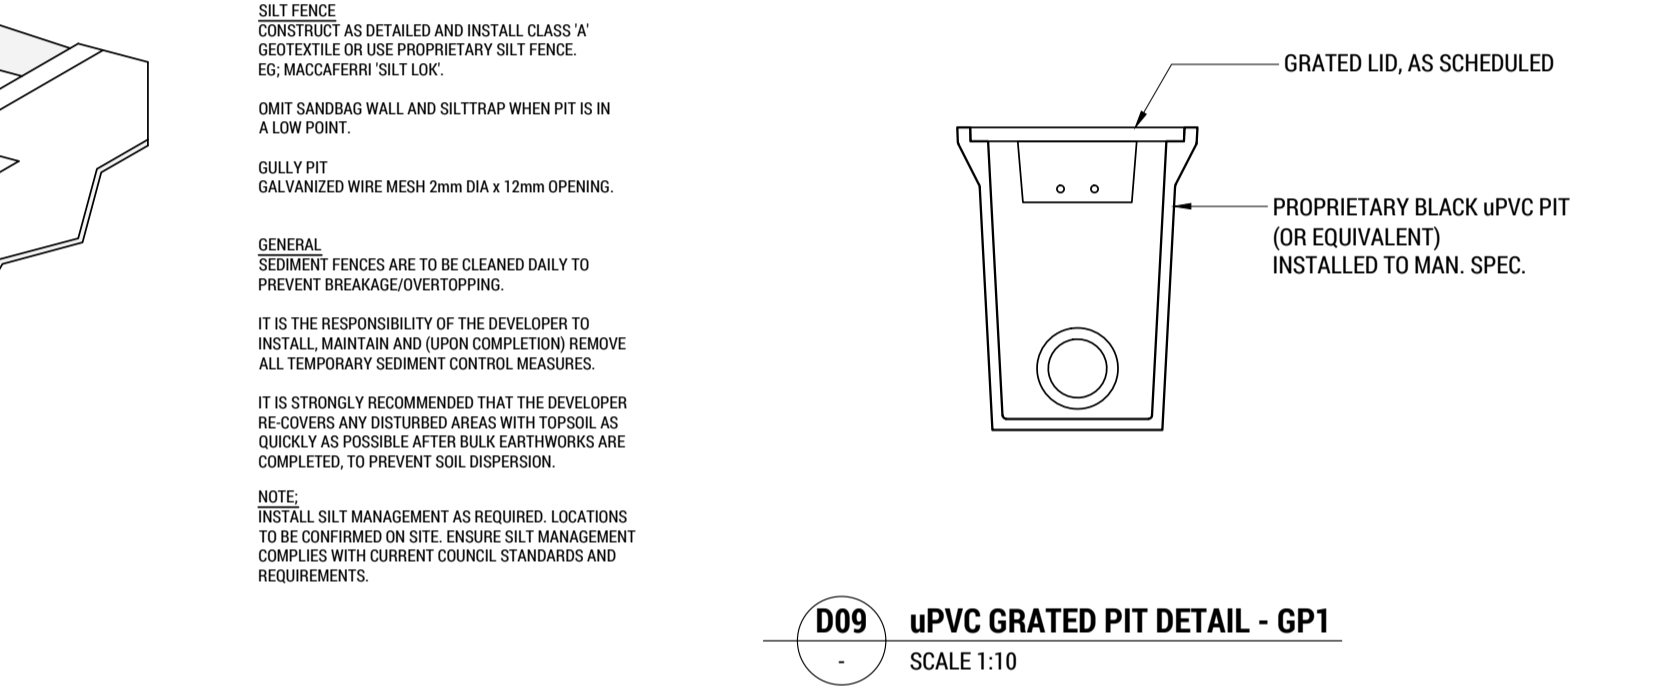 SILT FENCE
CONSTRUCT AS DETAILED AND INSTALL CLASS 'A'
GEOTEXTILE OR USE PROPRIETARY SILT FENCE.
EG; MACCAFERRI 'SILT LOK'.
OMIT SANDBAG WALL AND SILTTRAP WHEN PIT IS IN
A LOW POINT.
GULLY PIT
GALVANIZED WIRE MESH 2mm DIA x 12mm OPENING.
GENERAL
SEDIMENT FENCES ARE TO BE CLEANED DAILY TO
PREVENT BREAKAGE/OVERTOPPING.
IT IS THE RESPONSIBILITY OF THE DEVELOPER TO
INSTALL, MAINTAIN AND (UPON COMPLETION) REMOVE
ALL TEMPORARY SEDIMENT CONTROL MEASURES.
IT IS STRONGLY RECOMMENDED THAT THE DEVELOPER
RE-COVERS ANY DISTURBED AREAS WITH TOPSOIL AS
QUICKLY AS POSSIBLE AFTER BULK EARTHWORKS ARE
COMPLETED, TO PREVENT SOIL DISPERSION.
NOTE;
INSTALL SILT MANAGEMENT AS REQUIRED. LOCATIONS
TO BE CONFIRMED ON SITE. ENSURE SILT MANAGEMENT
COMPLIES WITH CURRENT COUNCIL STANDARDS AND
REQUIREMENTS.
GRATED LID, AS SCHEDULED
PROPRIETARY BLACK uPVC PIT
(OR EQUIVALENT)
INSTALLED TO MAN. SPEC.
D09
-
uPVC GRATED PIT DETAIL - GP1
SCALE 1:10